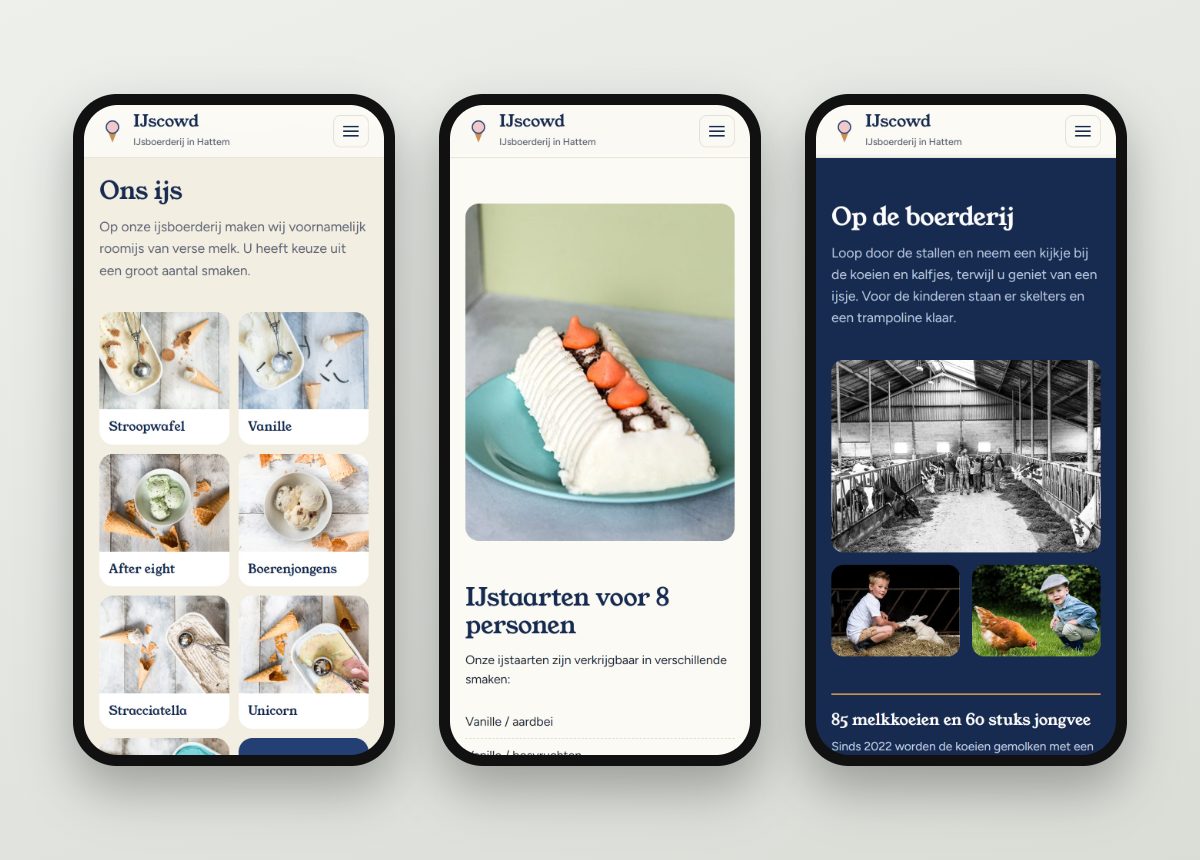 IJscowd
IJsboerderij in Hattem
Ons ijs
Op onze ijsboerderij maken wij voornamelijk
roomijs van verse melk. U heeft keuze uit
een groot aantal smaken.
Stroopwafel
Vanille
After eight
Boerenjongens
Stracciatella
Unicorn
IJscowd
IJsboerderij in Hattem
IJstaarten voor 8
personen
Onze ijstaarten zijn verkrijgbaar in verschillende
smaken:
Vanille / aardbei
Vanille / bosvruchten
IJscowd
IJsboerderij in Hattem
Op de boerderij
Loop door de stallen en neem een kijkje bij
de koeien en kalfjes, terwijl u geniet van een
ijsje. Voor de kinderen staan er skelters en
een trampoline klaar.
85 melkkoeien en 60 stuks jongvee
Sinds 2022 worden de koeien gemolken met een